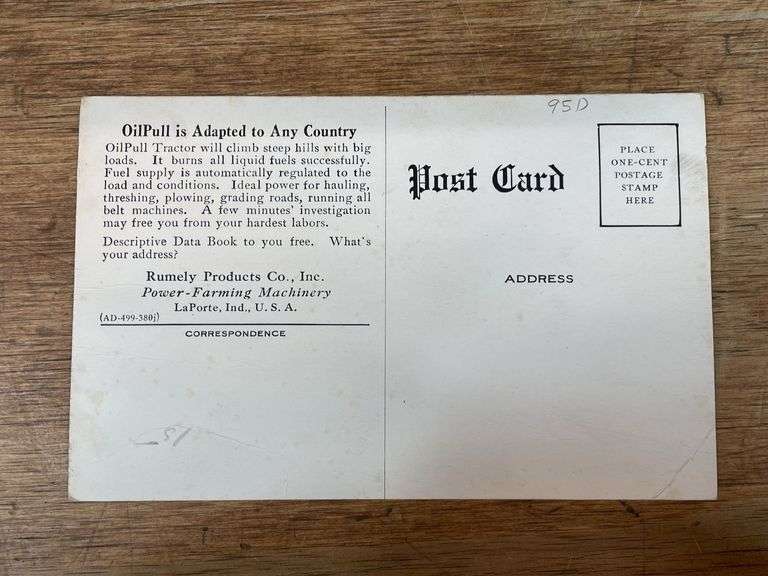 OilPull is Adapted to Any Country
OilPull Tractor will climb steep hills with big
loads. It burns all liquid fuels successfully.
Fuel supply is automatically regulated to the
load and conditions. Ideal power for hauling,
threshing, plowing, grading roads, running all
belt machines. A few minutes' investigation
may free you from your hardest labors.
Descriptive Data Book to you free. What's
your address?
Rumely Products Co., Inc.
Power-Farming Machinery
LaPorte, Ind., U. S. A.
(AD-499-380j)
CORRESPONDENCE
95D
Post Card
PLACE
ONE-CENT
POSTAGE
STAMP
HERE
ADDRESS